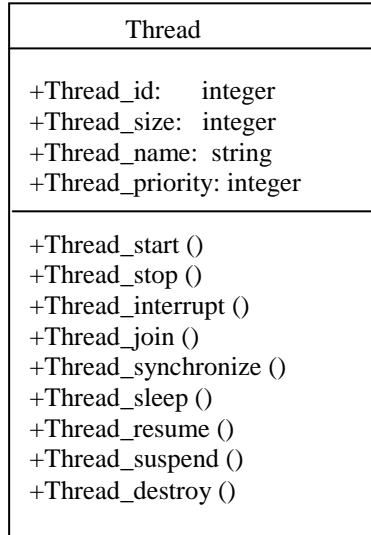 Thread
+Thread_id: integer
+Thread_size: integer
+Thread_name: string
+Thread_priority: integer
+Thread_start ()
+Thread_stop ()
+Thread_interrupt ()
+Thread_join ()
+Thread_synchronize ()
+Thread_sleep ()
+Thread_resume ()
+Thread_suspend ()
+Thread_destroy ()